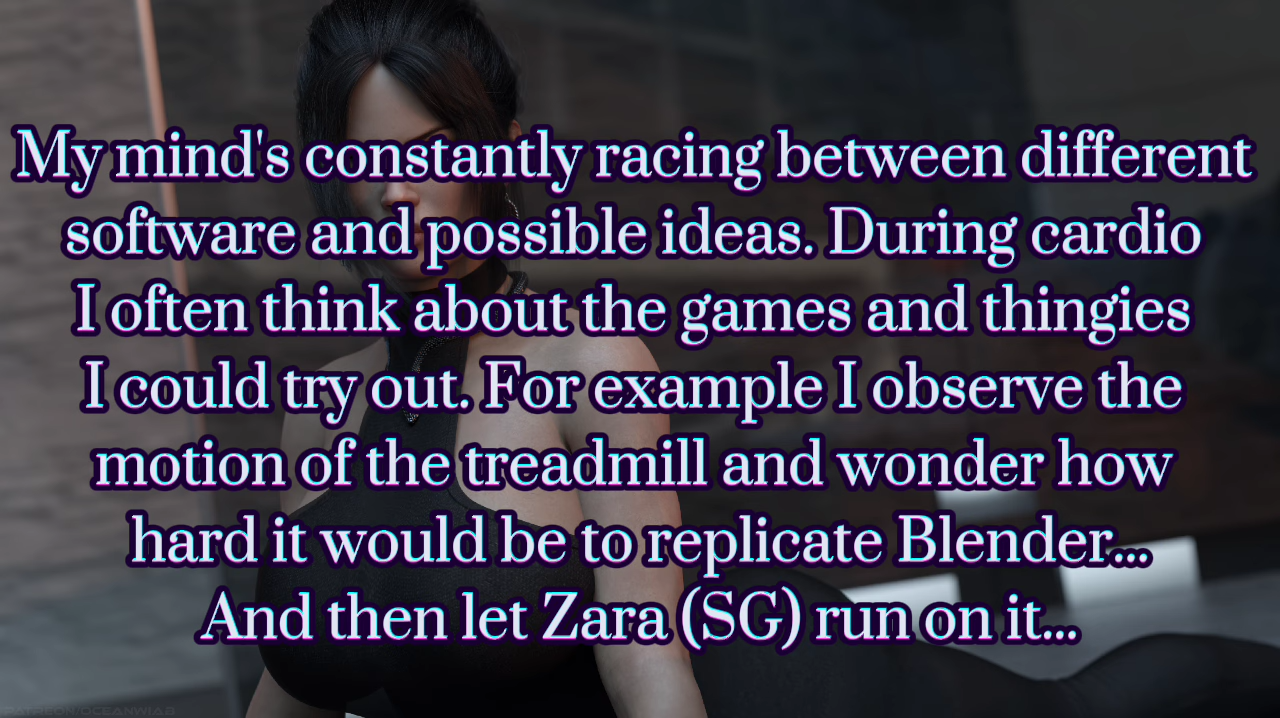 My mind's constantly racing between different
software and possible ideas. During cardio
I often think about the games and thingies
I could try out. For example I observe the
motion of the treadmill and wonder how
hard it would be to replicate Blender...
And then let Zara (SG) run on it...
PATREON/OCEANWIAB